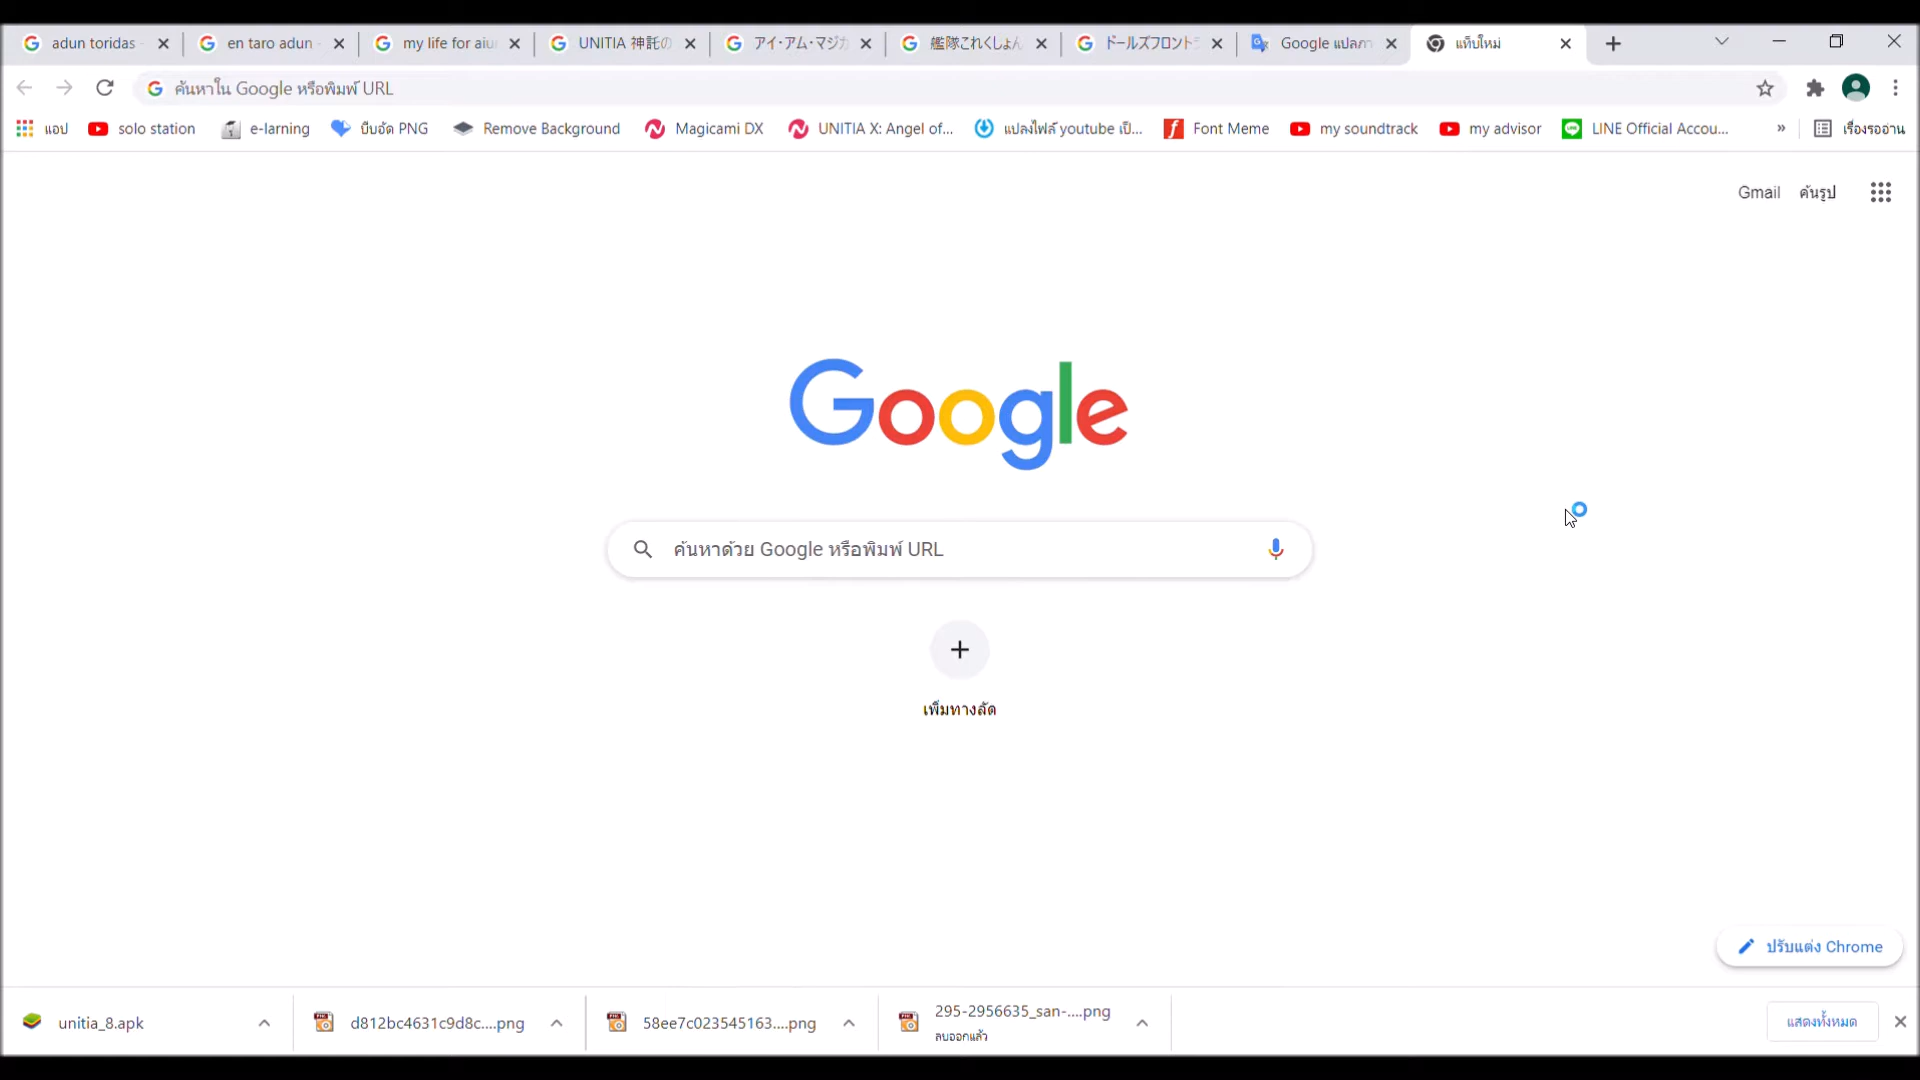 adun toridas
en taro adun
my life for aiur
UNITIA 神託の
アイ・アム・マジカ
艦隊これくしょん
ドールズフロントラ
Google แปลภา
แท็บใหม่
ค้นหาใน Google หรือพิมพ์ URL
แอป
solo station
e-larning
บีบอัด PNG
Remove Background
Magicami DX
UNITIA X: Angel of...
แปลงไฟล์ youtube เป็...
Font Meme
my soundtrack
my advisor
LINE Official Accou...
»
เรื่องรออ่าน
Gmail
ค้นรูป
Google
ค้นหาด้วย Google หรือพิมพ์ URL
เพิ่มทางลัด
ปรับแต่ง Chrome
unitia_8.apk
d812bc4631c9d8c....png
58ee7c023545163....png
295-2956635_san-....png
ลบออกแล้ว
แสดงทั้งหมด